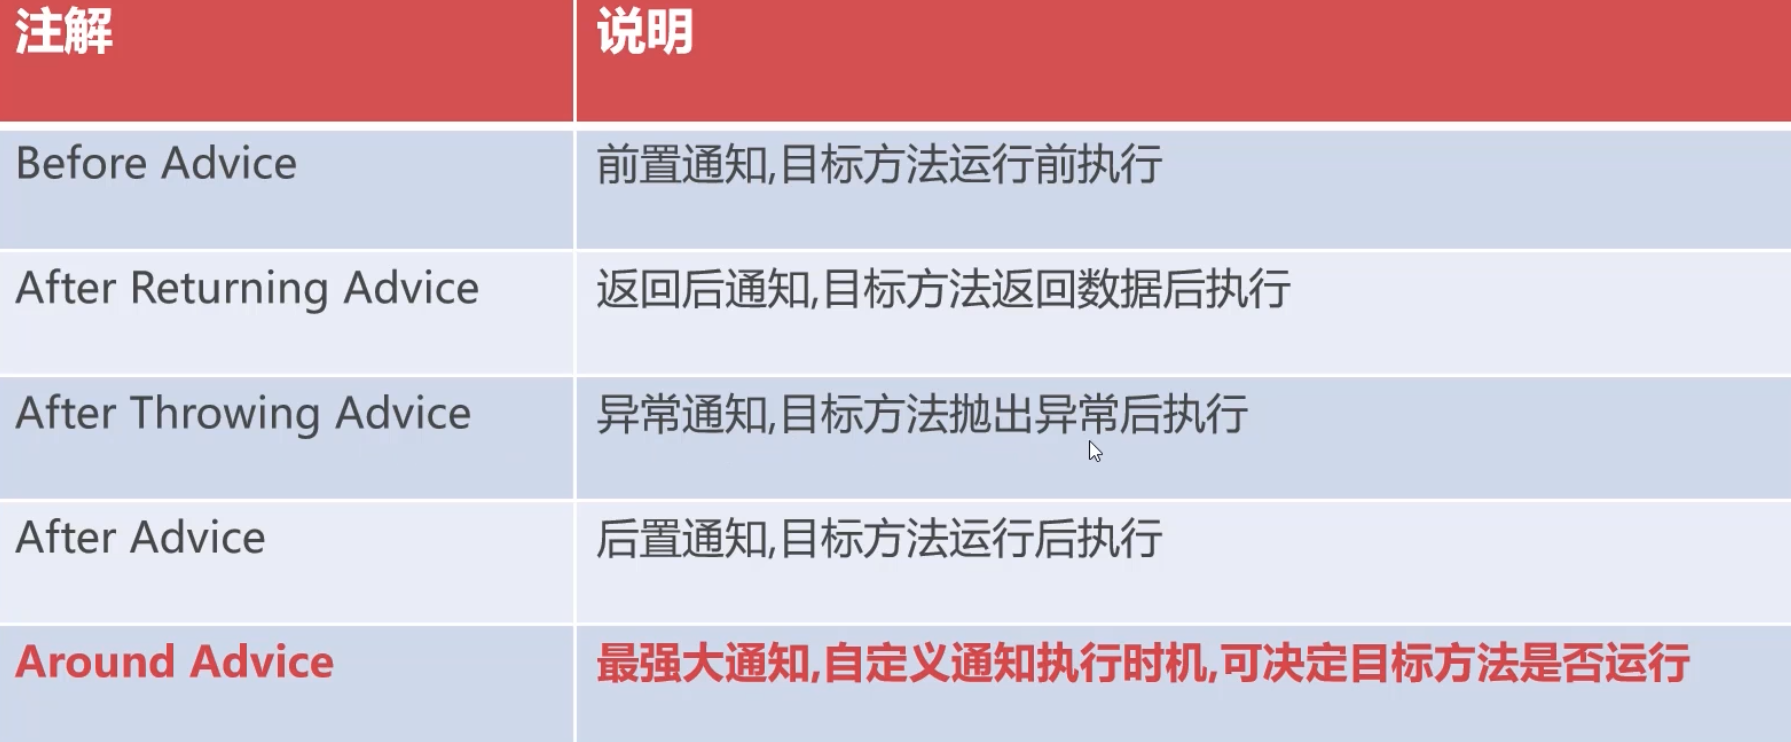 注解
说明
Before Advice
前置通知,目标方法运行前执行
After Returning Advice
返回后通知,目标方法返回数据后执行
After Throwing Advice
异常通知,目标方法抛出异常后执行
After Advice
后置通知,目标方法运行后执行
Around Advice
最强大通知,自定义通知执行时机,可决定目标方法是否运行